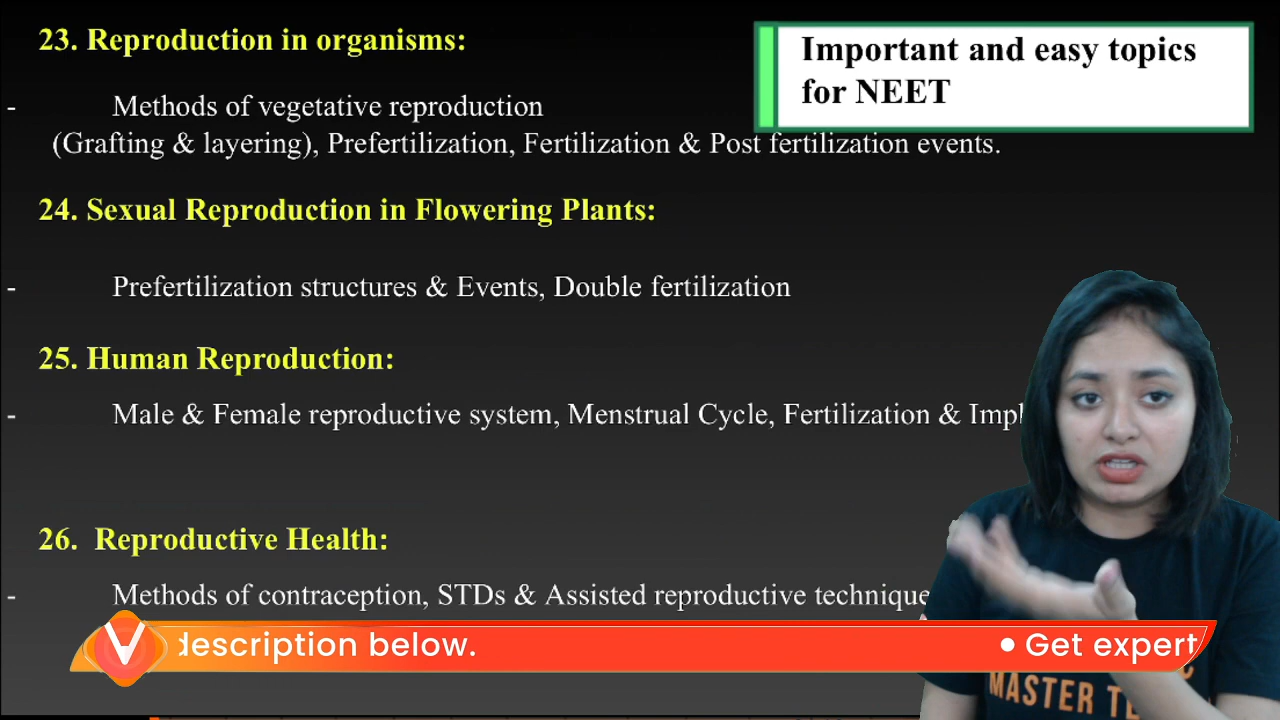 23. Reproduction in organisms:
Important and easy topics
for NEET
- Methods of vegetative reproduction
(Grafting & layering), Prefertilization, Fertilization & Post fertilization events.
24. Sexual Reproduction in Flowering Plants:
- Prefertilization structures & Events, Double fertilization
25. Human Reproduction:
- Male & Female reproductive system, Menstrual Cycle, Fertilization &
26. Reproductive Health:
- Methods of contraception, STDs & Assisted reproductive technique
description below.
• Get expert
MASTER